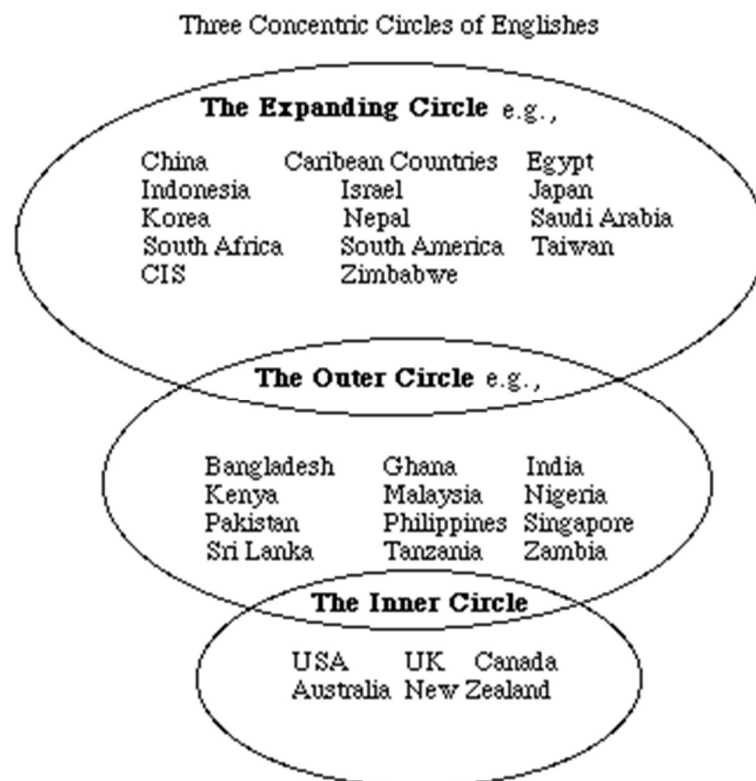 Three Concentric Circles of Englishes
The Expanding Circle e.g.,
China Caribean Countries Egypt
Indonesia Israel Japan
Korea Nepal Saudi Arabia
South Africa South America Taiwan
CIS Zimbabwe
The Outer Circle e.g.,
Bangladesh Ghana India
Kenya Malaysia Nigeria
Pakistan Philippines Singapore
Sri Lanka Tanzania Zambia
The Inner Circle
USA UK Canada
Australia New Zealand